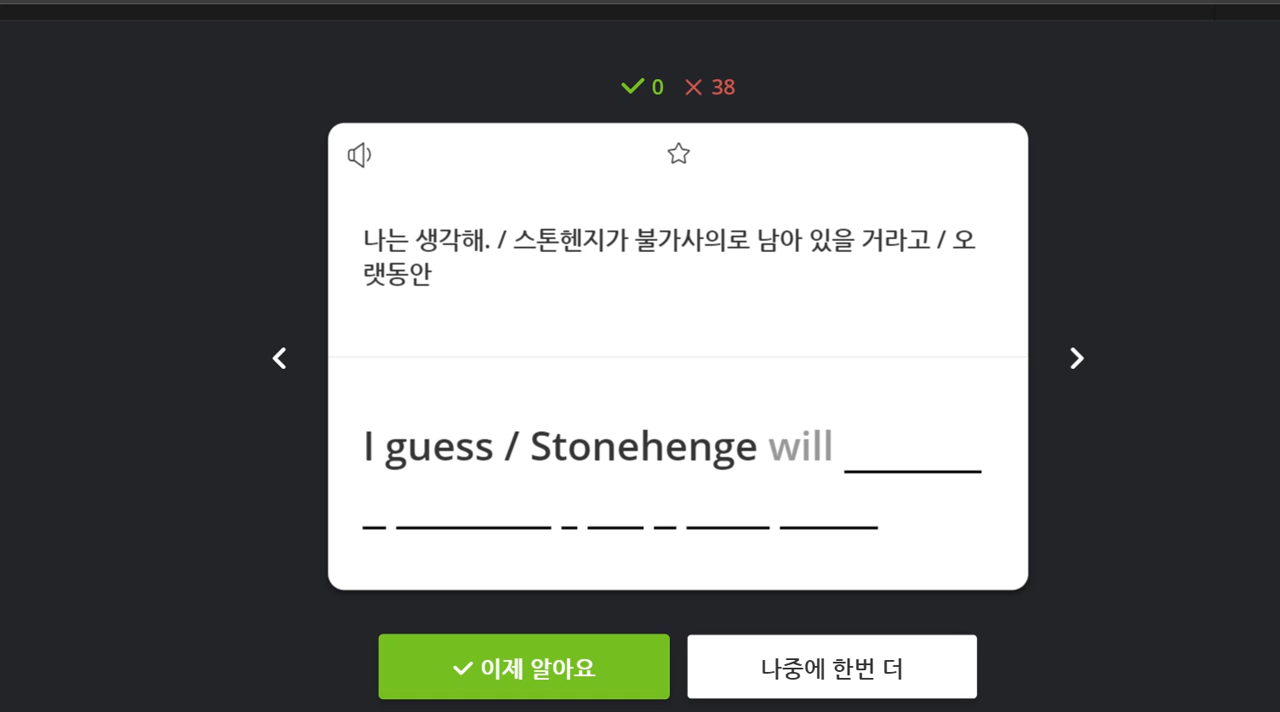 0 38
나는 생각해. / 스톤헨지가 불가사의로 남아 있을 거라고 / 오
랫동안
I guess / Stonehenge will
이제 알아요
나중에 한번 더